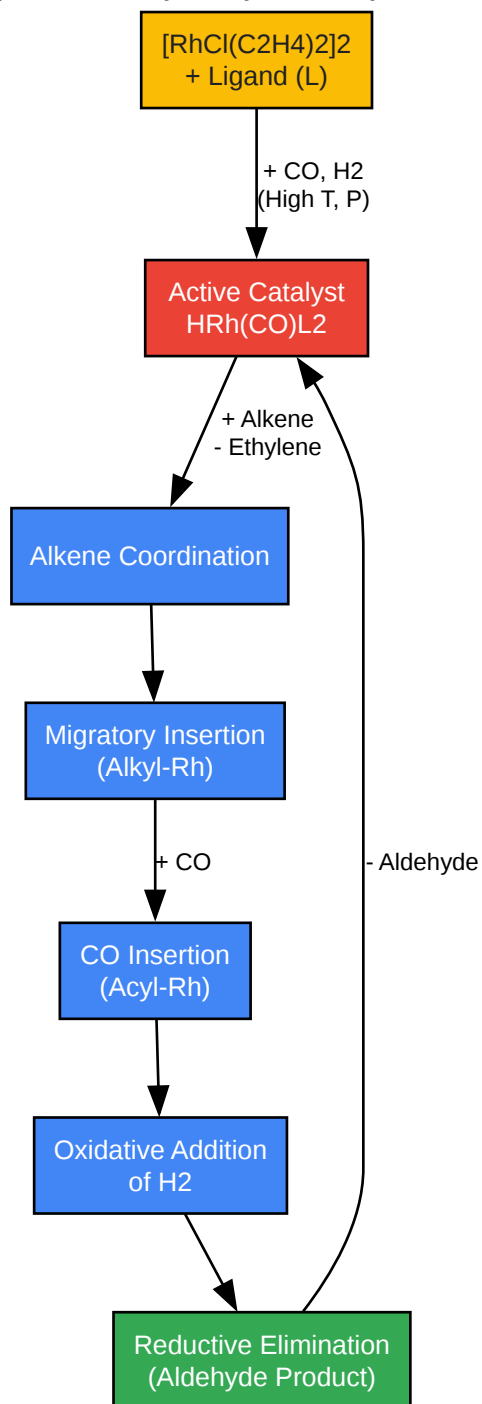 [RhCl(C2H4)2]2
+ Ligand (L)
+ CO, H2
(High T, P)
Active Catalyst
HRh(CO)L2
+ Alkene
- Ethylene
Alkene Coordination
Migratory Insertion
(Alkyl-Rh)
+ CO
- Aldehyde
CO Insertion
(Acyl-Rh)
Oxidative Addition
of H2
Reductive Elimination
(Aldehyde Product)